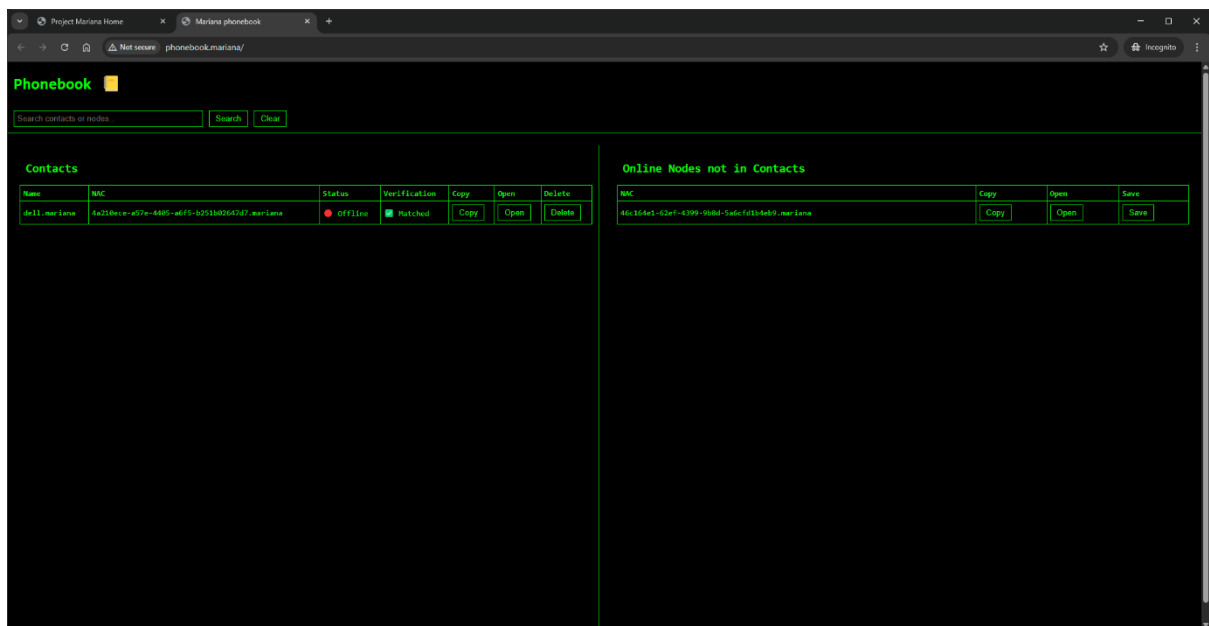 Project Mariana Home
Mariana phonebook
Not secure phonebook.mariana/
Incognito
Phonebook
Search contacts or nodes..
Search Clear
Contacts
Name NAC Status Verification Copy Open Delete
dell.mariana 4a210ece-a57e-4405-a6f5-b251b02647d7.mariana Offline Matched Copy Open Delete
Online Nodes not in Contacts
NAC Copy Open Save
46c164e1-62ef-4399-9b8d-5a6cfd1b4eb9.mariana Copy Open Save